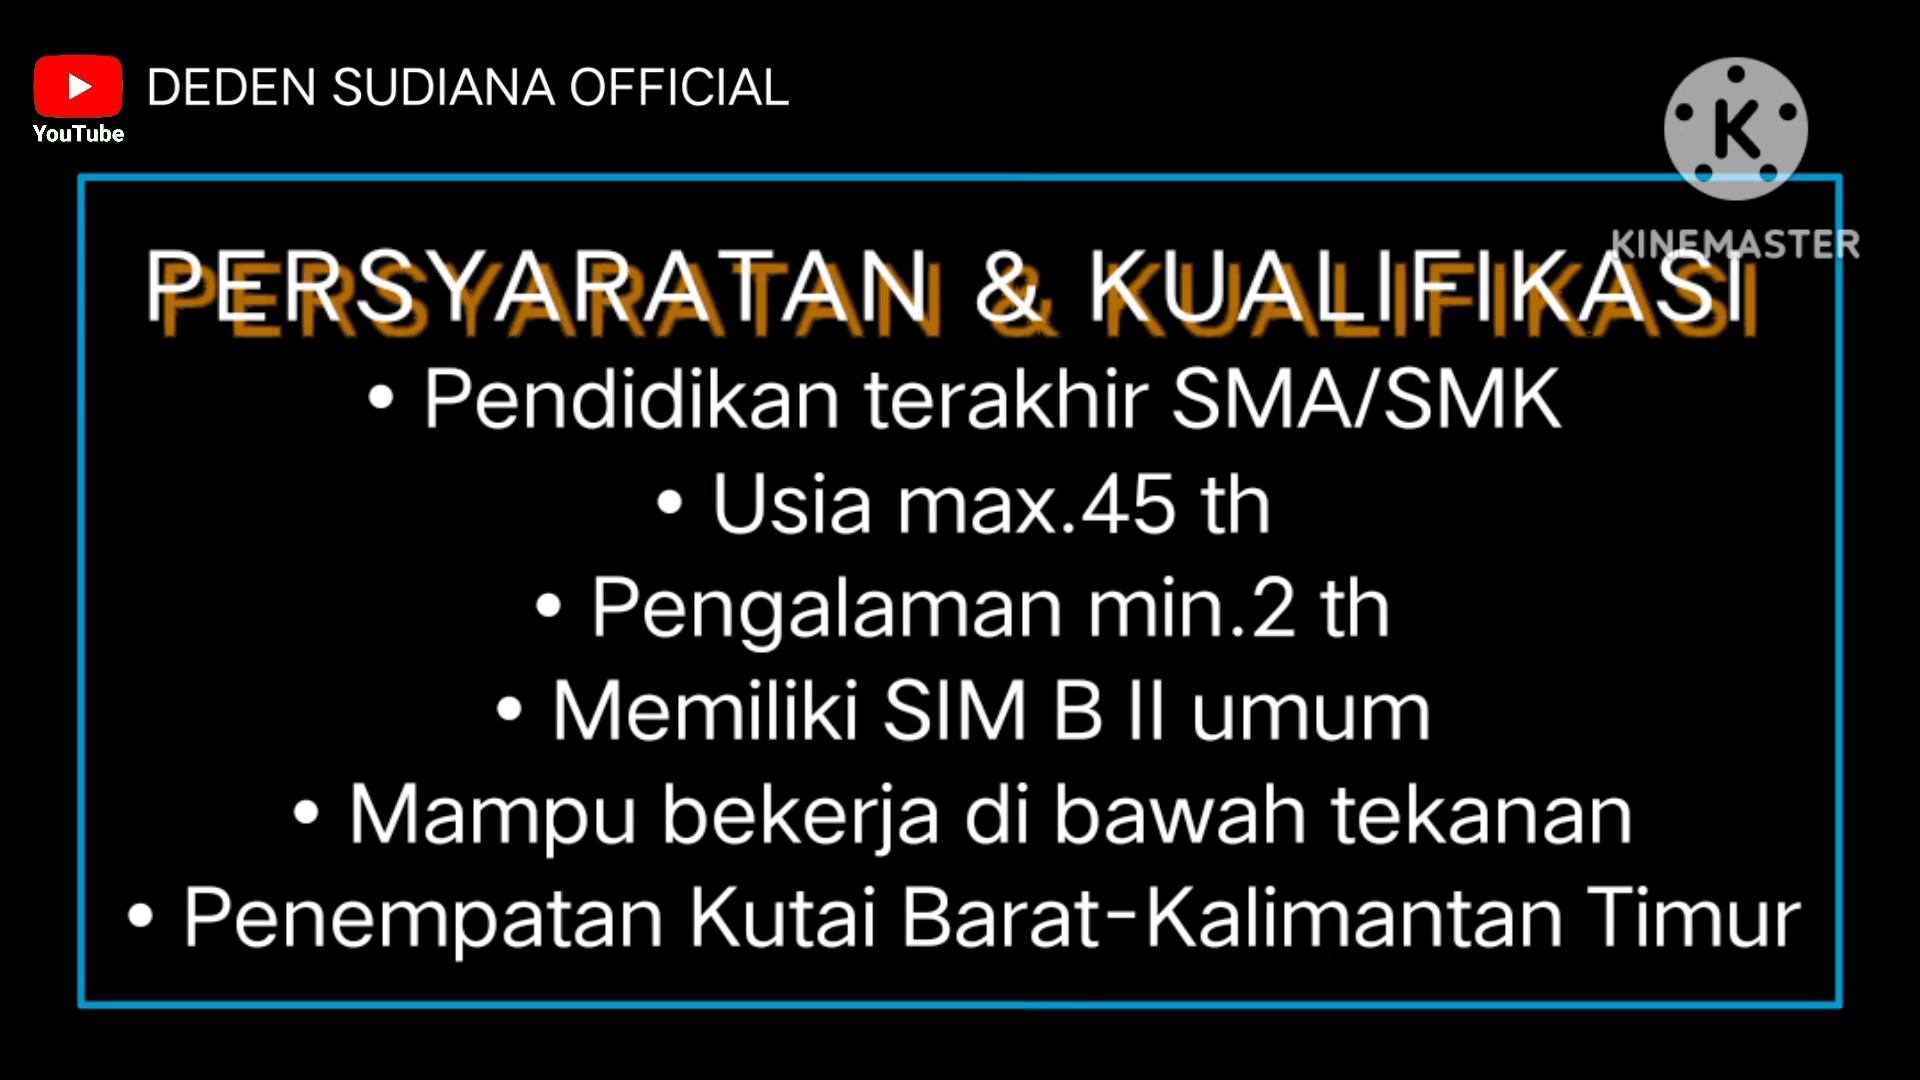 DEDEN SUDIANA OFFICIAL
YouTube
K
KINEMASTER
PERSYARATAN & KUALIFIKASI
• Pendidikan terakhir SMA/SMK
• Usia max.45 th
• Pengalaman min.2 th
• Memiliki SIM B II umum
• Mampu bekerja di bawah tekanan
• Penempatan Kutai Barat-Kalimantan Timur